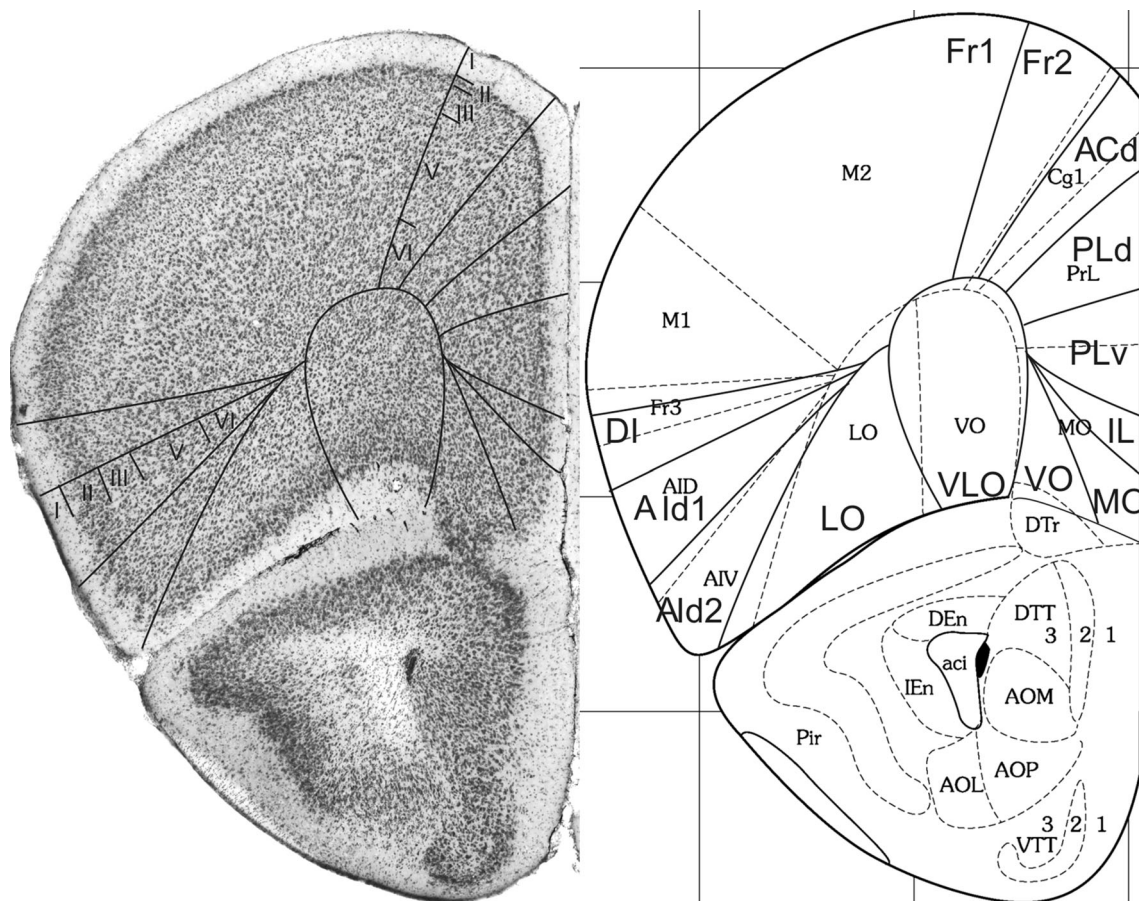 I
II
III
V
VI
VI
V
III
II
I
Fr1
Fr2
ACd
Cg1
M2
PLd
PrL
M1
PLv
Fr3
DI
LO
VO
MO
IL
AID
AId1
LO
VLO
VO
MO
DTr
AIV
AId2
DEn
DTT
3 2 1
aci
IEn
AOM
Pir
AOL
AOP
3 2 1
VTT